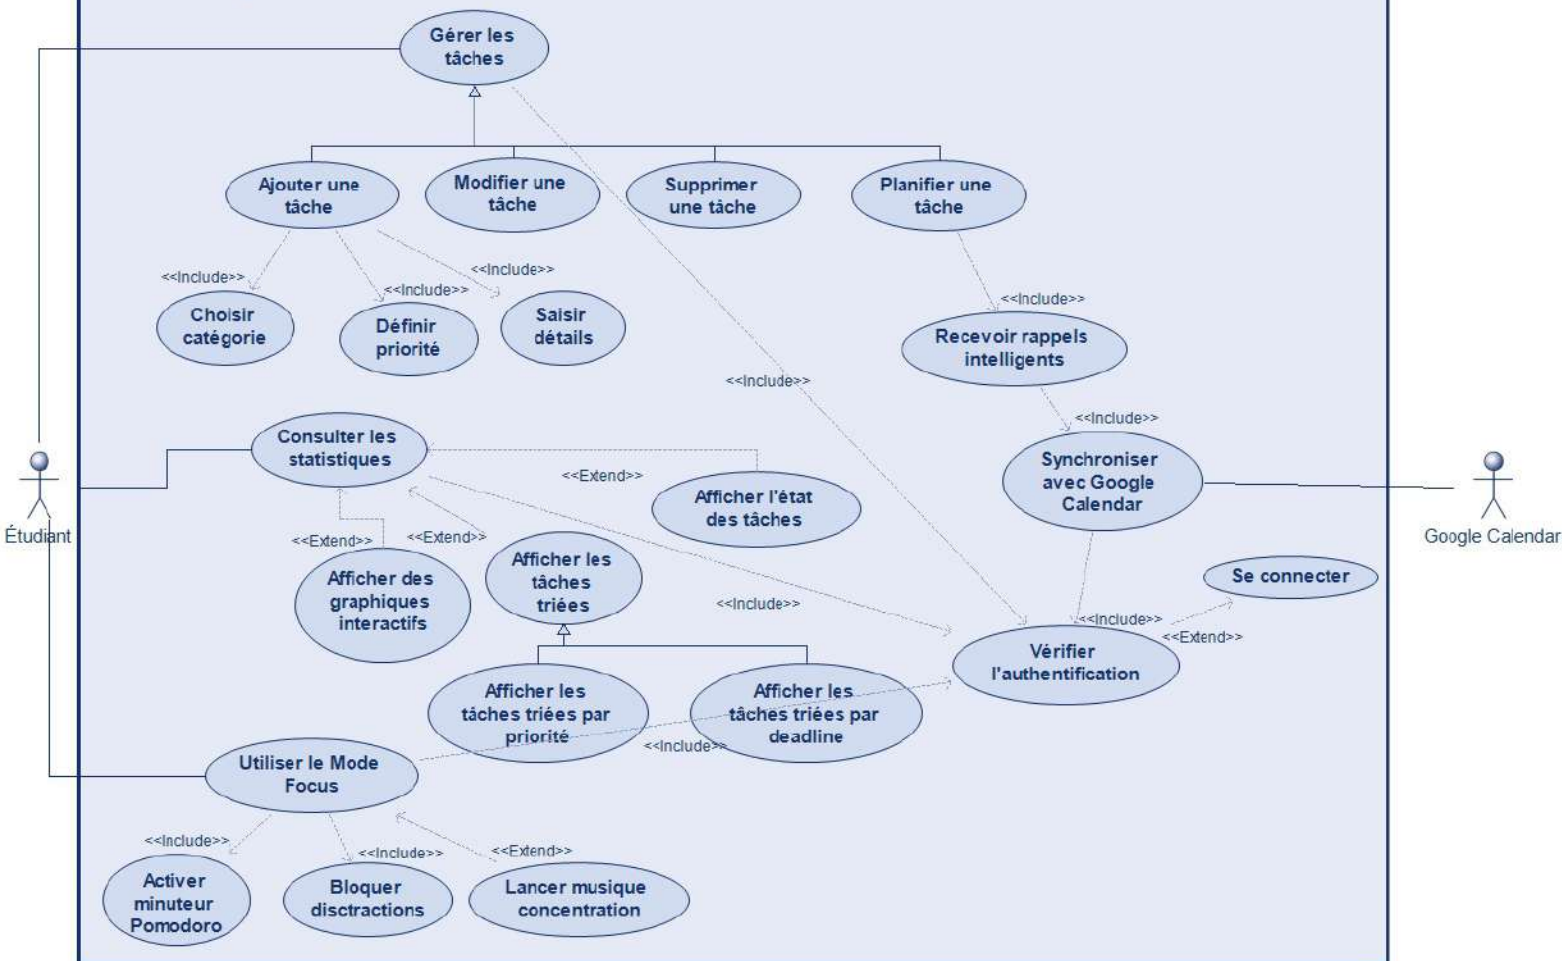 Gérer les
tâches
Ajouter une
tâche
Modifier une
tâche
Supprimer
une tâche
Planifier une
tâche
<<Include>>
<<Include>>
<<Include>>
<<Include>>
Choisir
catégorie
Définir
priorité
Saisir
détails
Recevoir rappels
intelligents
<<Include>>
<<Include>>
Consulter les
statistiques
<<Extend>>
Afficher l'état
des tâches
Synchroniser
avec Google
Calendar
Étudiant
Google Calendar
<<Extend>>
<<Extend>>
Afficher des
graphiques
interactifs
Afficher les
tâches
triées
<<Include>>
Se connecter
<<Include>>
<<Extend>>
Vérifier
l'authentification
Afficher les
tâches triées par
priorité
Afficher les
tâches triées par
deadline
<<Include>>
Utiliser le Mode
Focus
<<Include>>
<<Include>>
<<Extend>>
Activer
minuteur
Pomodoro
Bloquer
disctractions
Lancer musique
concentration